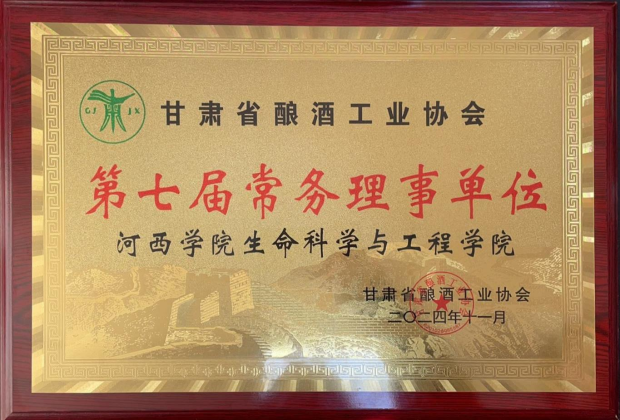 GS JX
甘肃省酿酒工业协会
第七届常务理事单位
河西学院生命科学与工程学院
甘肃省酿酒工业协会
二〇二四年十一月